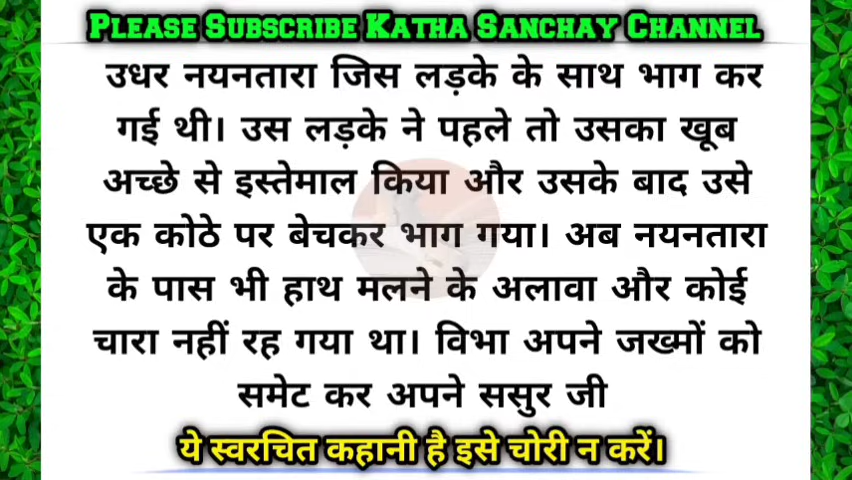 PLEASE SUBSCRIBE KATHA SANCHAY CHANNEL
उधर नयनतारा जिस लड़के के साथ भाग कर
गई थी। उस लड़के ने पहले तो उसका खूब
अच्छे से इस्तेमाल किया और उसके बाद उसे
एक कोठे पर बेचकर भाग गया। अब नयनतारा
के पास भी हाथ मलने के अलावा और कोई
चारा नहीं रह गया था। विभा अपने जख्मों को
समेट कर अपने ससुर जी
ये स्वरचित कहानी है इसे चोरी न करें।